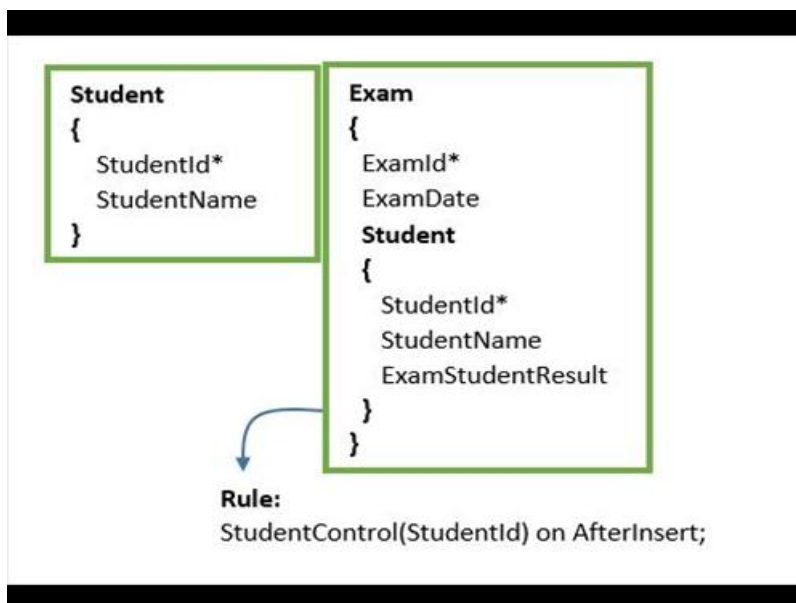 Student
{
StudentId*
StudentName
}
Exam
{
ExamId*
ExamDate
Student
{
StudentId*
StudentName
ExamStudentResult
}
}
Rule:
StudentControl(StudentId) on AfterInsert;